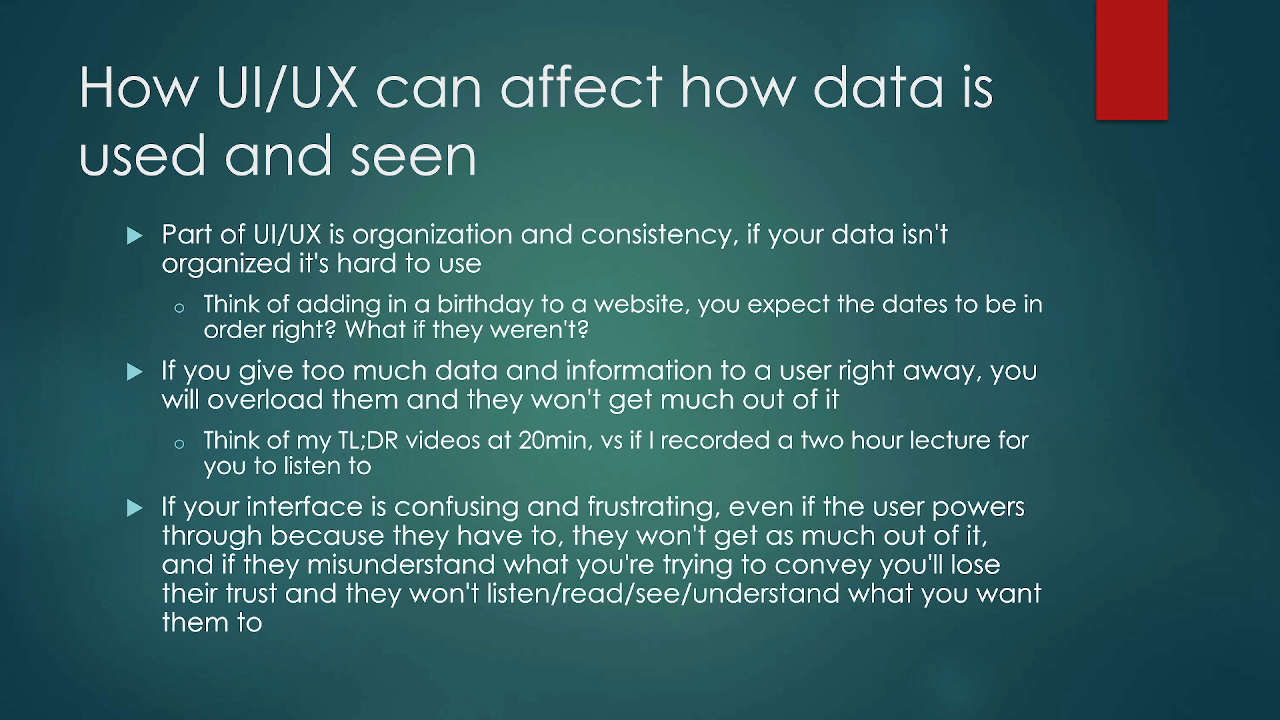 How UI/UX can affect how data is
used and seen
Part of UI/UX is organization and consistency, if your data isn't
organized it's hard to use
Think of adding in a birthday to a website, you expect the dates to be in
order right? What if they weren't?
If you give too much data and information to a user right away, you
will overload them and they won't get much out of it
Think of my TL;DR videos at 20min, vs if I recorded a two hour lecture for
you to listen to
If your interface is confusing and frustrating, even if the user powers
through because they have to, they won't get as much out of it,
and if they misunderstand what you're trying to convey you'll lose
their trust and they won't listen/read/see/understand what you want
them to